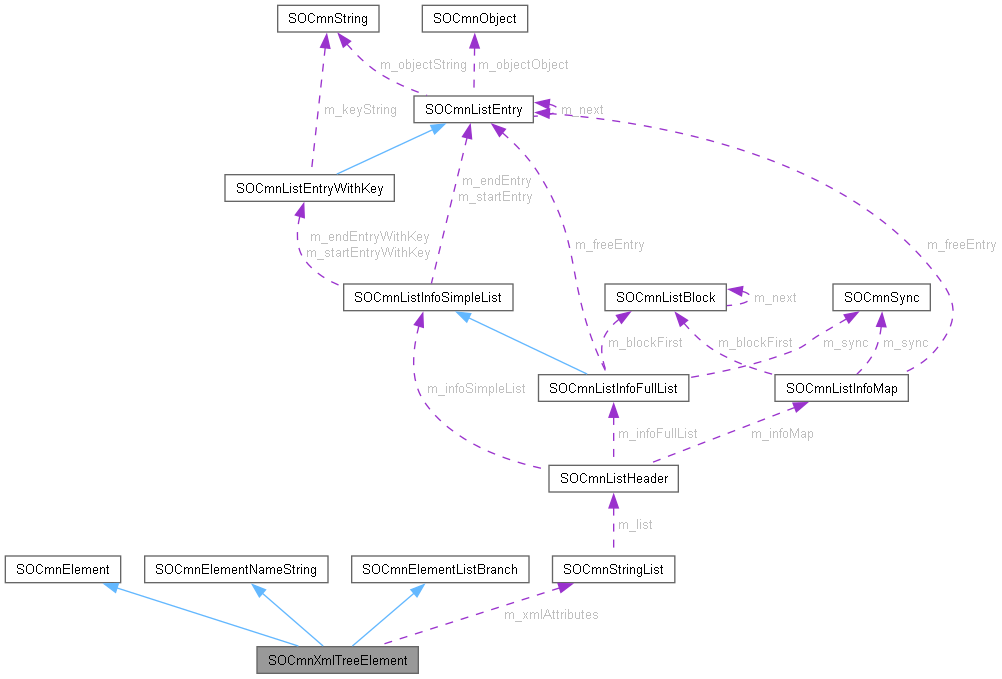 SOCmnString
SOCmnObject
m_objectString
m_objectObject
SOCmnListEntry
m_next
m_keyString
SOCmnListEntryWithKey
m_endEntry
m_startEntry
m_endEntryWithKey
m_startEntryWithKey
m_freeEntry
m_freeEntry
SOCmnListInfoSimpleList
SOCmnListBlock
m_next
SOCmnSync
m_blockFirst
m_blockFirst
m_sync
m_sync
m_infoSimpleList
SOCmnListInfoFullList
SOCmnListInfoMap
m_infoFullList
m_infoMap
SOCmnListHeader
m_list
SOCmnElement
SOCmnElementNameString
SOCmnElementListBranch
SOCmnStringList
m_xmlAttributes
SOCmnXmlTreeElement